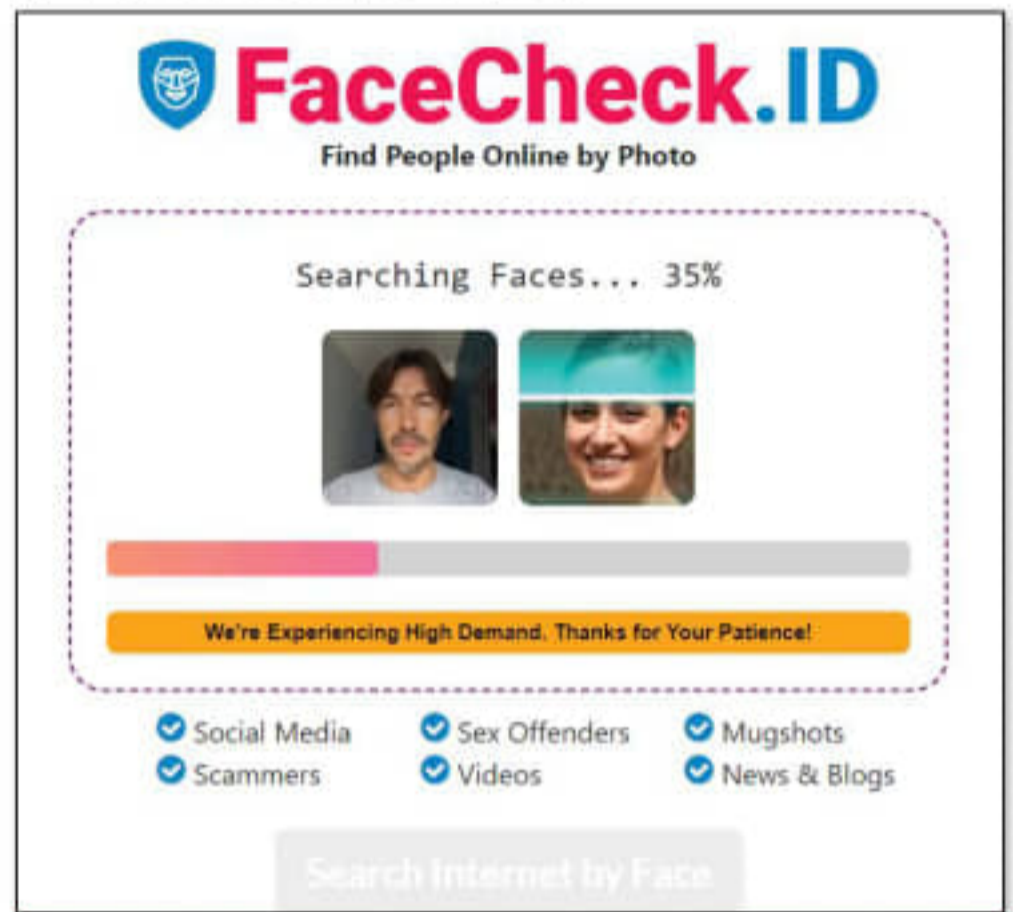 FaceCheck.ID
Find People Online by Photo
Searching Faces... 35%
We're Experiencing High Demand. Thanks for Your Patience!
Social Media
Sex Offenders
Mugshots
Scammers
Videos
News & Blogs
Search Internet by Face